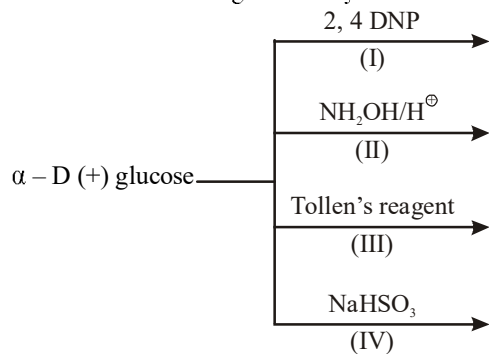 2, 4 DNP
(I)
NH₂OH/H⊕
(II)
α – D (+) glucose
Tollen's reagent
(III)
NaHSO₃
(IV)